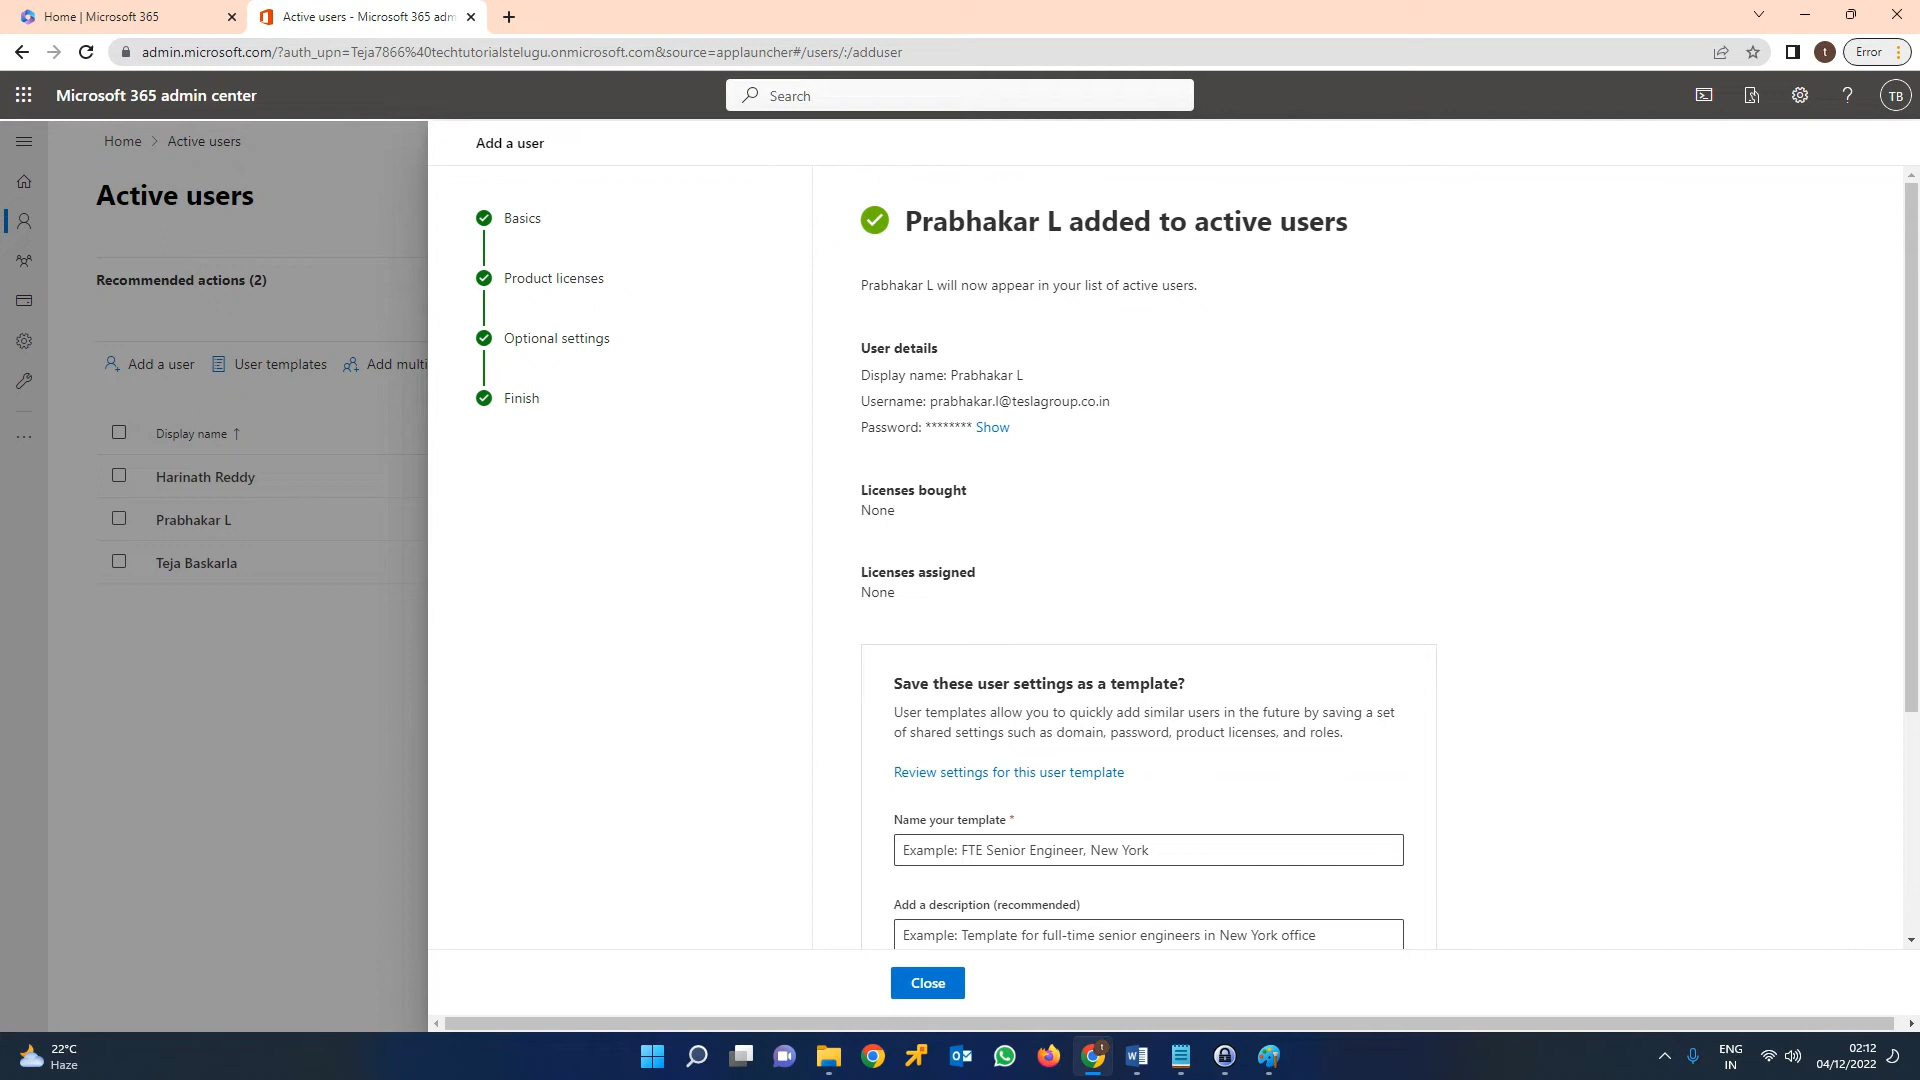 Home | Microsoft 365
Active users - Microsoft 365 adm
admin.microsoft.com/?auth_upn=Teja7866%40techtutorialstelugu.onmicrosoft.com&source=applauncher#/users/:/adduser
t
Error
Microsoft 365 admin center
Search
TB
Home > Active users
Active users
Recommended actions (2)
Add a user
User templates
Add multi
Display name ↑
Harinath Reddy
Prabhakar L
Teja Baskarla
Add a user
Basics
Product licenses
Optional settings
Finish
Prabhakar L added to active users
Prabhakar L will now appear in your list of active users.
User details
Display name: Prabhakar L
Username: prabhakar.l@teslagroup.co.in
Password: ******** Show
Licenses bought
None
Licenses assigned
None
Save these user settings as a template?
User templates allow you to quickly add similar users in the future by saving a set
of shared settings such as domain, password, product licenses, and roles.
Review settings for this user template
Name your template *
Example: FTE Senior Engineer, New York
Add a description (recommended)
Example: Template for full-time senior engineers in New York office
Close
22°C
Haze
ENG
IN
02:12
04/12/2022